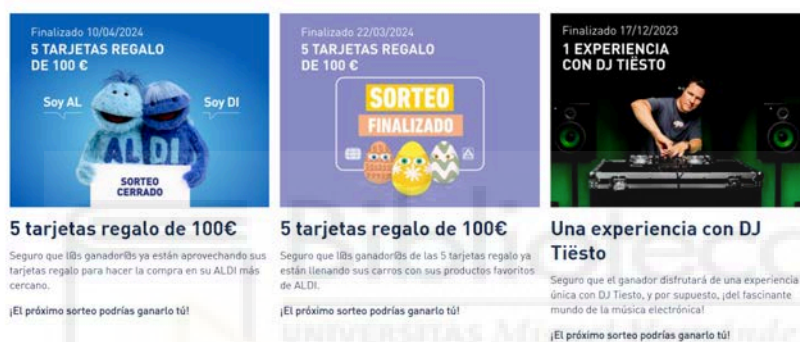 Finalizado 10/04/2024
5 TARJETAS REGALO
DE 100 €
Soy AL
Soy DI
AL DI
SORTEO
CERRADO
5 tarjetas regalo de 100€
Seguro que l@s ganador@s ya están aprovechando sus
tarjetas regalo para hacer la compra en su ALDI más
cercano.
¡El próximo sorteo podrías ganarlo tú!
Finalizado 22/03/2024
5 TARJETAS REGALO
DE 100 €
SORTEO
FINALIZADO
5 tarjetas regalo de 100€
Seguro que l@s ganador@s de las 5 tarjetas regalo ya
están llenando sus carros con sus productos favoritos
de ALDI.
¡El próximo sorteo podrías ganarlo tú!
Finalizado 17/12/2023
1 EXPERIENCIA
CON DJ TIËSTO
Una experiencia con DJ
Tiësto
Seguro que el ganador disfrutará de una experiencia
única con DJ Tiesto, y por supuesto, ¡del fascinante
mundo de la música electrónica!
¡El próximo sorteo podrías ganarlo tú!
Biblioteca
UNIVERSITAS Miguel Hernández